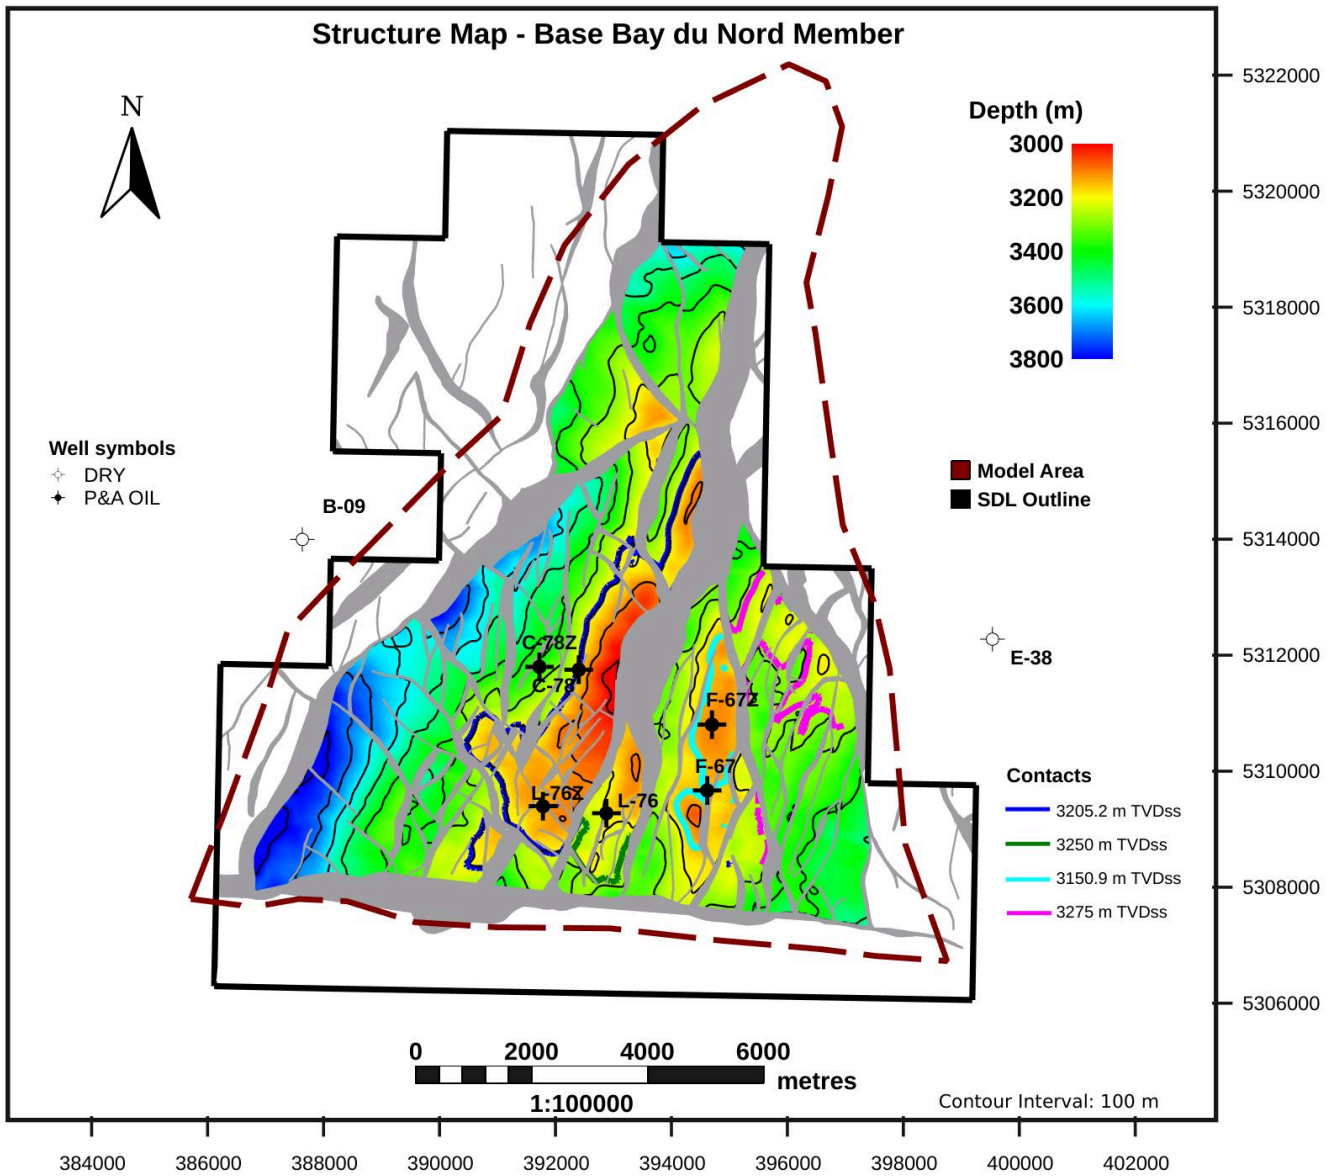 Structure Map - Base Bay du Nord Member
5322000
N
Depth (m)
3000
3200
3400
3600
3800
5320000
5318000
5316000
Well symbols
DRY
P&A OIL
B-09
Model Area
SDL Outline
5314000
C-78Z
C-78
E-38
5312000
F-67Z
F-67
5310000
L-76Z
L-76
Contacts
3205.2 m TVDss
3250 m TVDss
3150.9 m TVDss
3275 m TVDss
5308000
5306000
0 2000 4000 6000
metres
1:100000
Contour Interval: 100 m
384000 386000 388000 390000 392000 394000 396000 398000 400000 402000